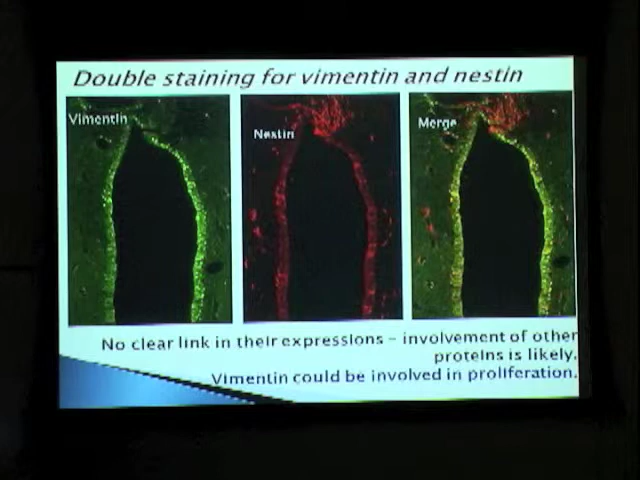 Double staining for vimentin and nestin
Vimentin
Nestin
Merge
No clear link in their expressions – involvement of other
proteins is likely.
Vimentin could be involved in proliferation.